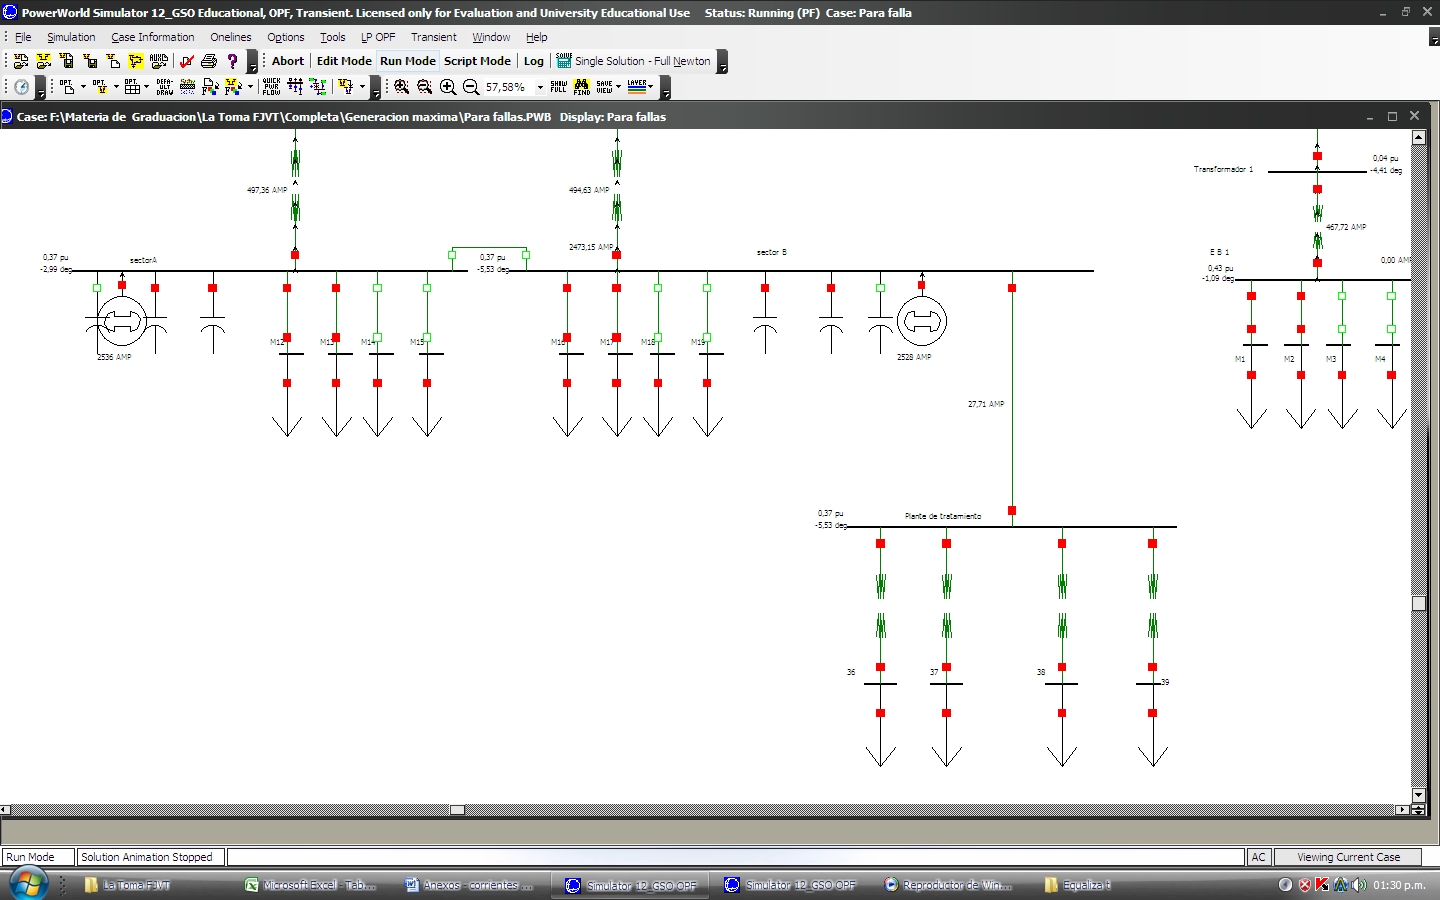 PowerWorld Simulator 12_GSO Educational, OPF, Transient. Licensed only for Evaluation and University Educational Use Status: Running (PF) Case: Para falla
File Simulation Case Information Onelines Options Tools LP OPF Transient Window Help
Abort Edit Mode Run Mode Script Mode Log Single Solution - Full Newton
57,58%
Case: F:\Materia de Graduacion\La Toma FJVT\Completa\Generacion maxima\Para fallas.PWB Display: Para fallas
0,04 pu
Transformador 1 -4,41 deg
497,36 AMP 494,63 AMP
467,72 AMP
2473,15 AMP sector B E B 1
0,37 pu sectorA 0,37 pu 0,00 AM
-2,99 deg -5,53 deg 0,43 pu
-1,09 deg
M12 M13 M14 M15 M16 M17 M18 M19
2536 AMP 2528 AMP M1 M2 M3 M4
27,71 AMP
0,37 pu Plante de tratamiento
-5,53 deg
36 37 38 39
Run Mode Solution Animation Stopped AC Viewing Current Case
La Toma FJVT Microsoft Excel - Tab... Anexos - corrientes ... Simulator 12_GSO OPF Simulator 12_GSO OPF Reproductor de Win... Equaliza t 01:30 p.m.